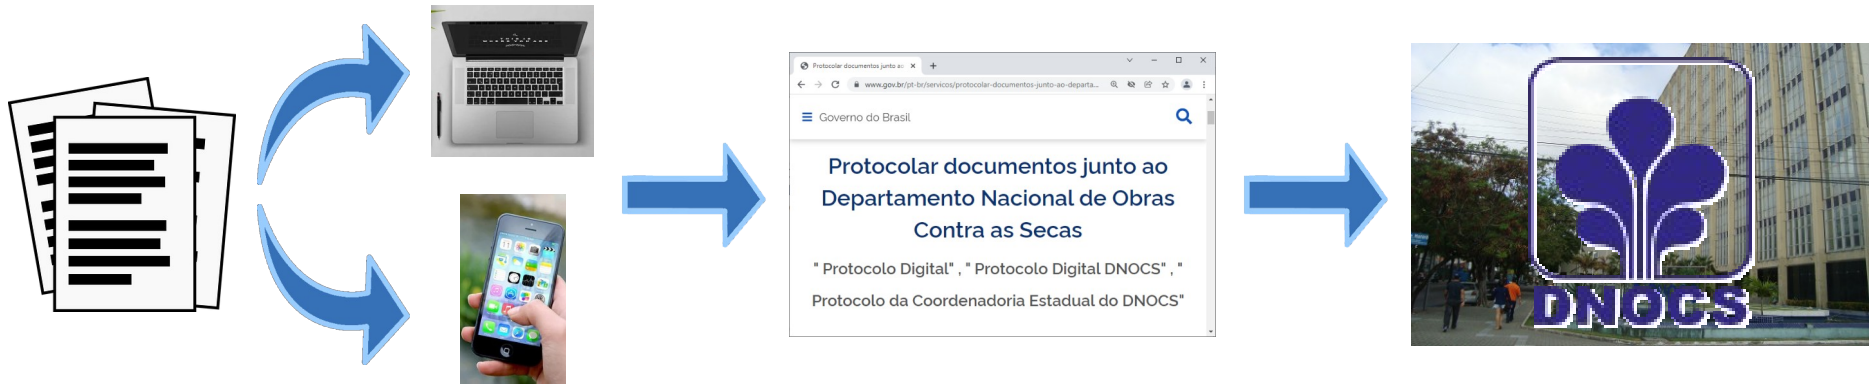 Protocolar documentos junto ao
www.gov.br/pt-br/servicos/protocolar-documentos-junto-ao-departa...
Governo do Brasil
Protocolar documentos junto ao
Departamento Nacional de Obras
Contra as Secas
" Protocolo Digital" , " Protocolo Digital DNOCS" , "
Protocolo da Coordenadoria Estadual do DNOCS"
DNOCS